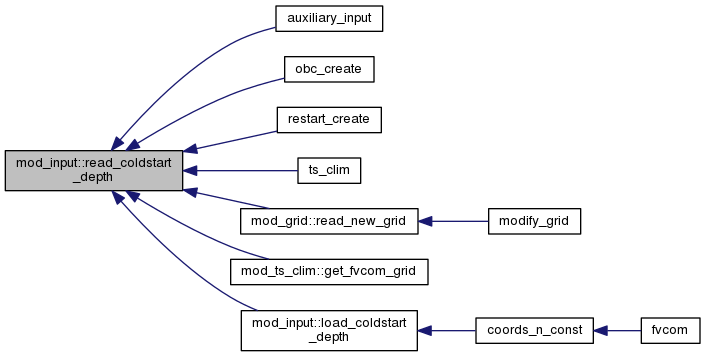 auxiliary_input
obc_create
restart_create
mod_input::read_coldstart
_depth
ts_clim
mod_grid::read_new_grid
modify_grid
mod_ts_clim::get_fvcom_grid
mod_input::load_coldstart
_depth
coords_n_const
fvcom